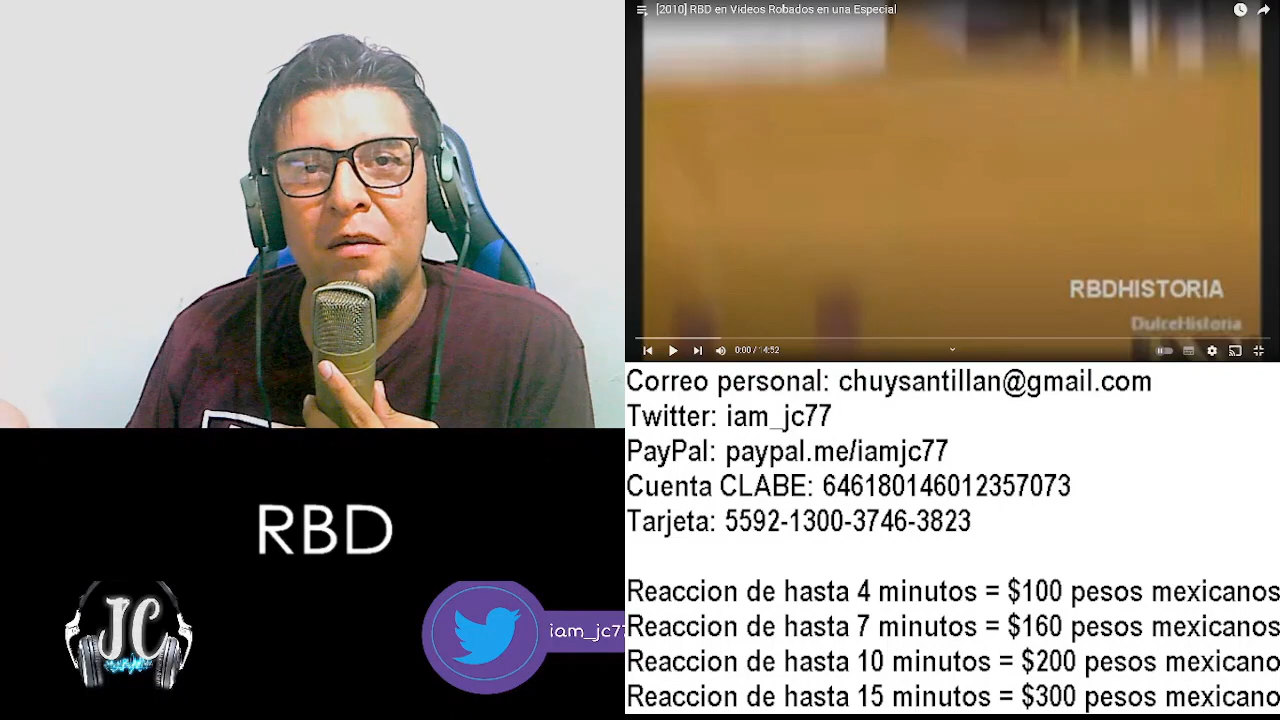 [2010] RBD en Videos Robados en una Especial
RBDHISTORIA
DulceHistoria
0:00 / 14:52
Correo personal: chuysantillan@gmail.com
Twitter: iam_jc77
PayPal: paypal.me/iamjc77
Cuenta CLABE: 646180146012357073
Tarjeta: 5592-1300-3746-3823
Reaccion de hasta 4 minutos = $100 pesos mexicanos
Reaccion de hasta 7 minutos = $160 pesos mexicanos
Reaccion de hasta 10 minutos = $200 pesos mexicano
Reaccion de hasta 15 minutos = $300 pesos mexicano
RBD
JC
iam_jc77